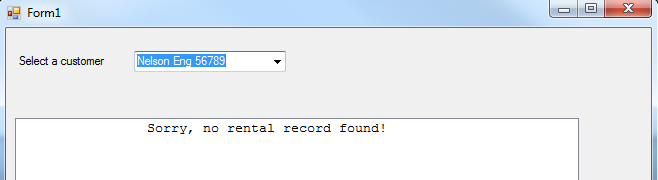 Form1
Select a customer
Nelson Eng 56789
Sorry, no rental record found!